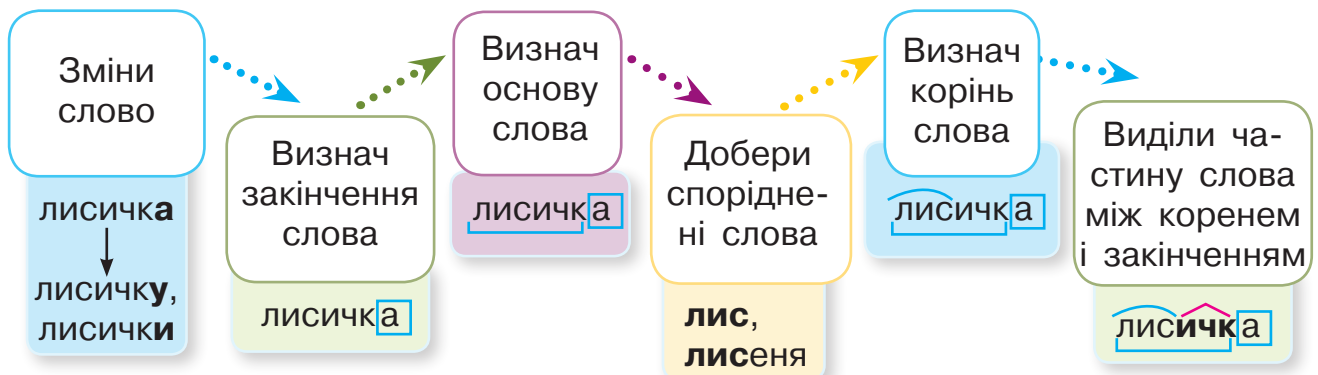 Зміни
слово
лисичка
лисичку,
лисички
Визнач
закінчення
слова
лисичка
Визнач
основу
слова
лисичка
Добери
спорідне-
ні слова
лис,
лисеня
Визнач
корінь
слова
лисичка
Виділи ча-
стину слова
між коренем
і закінченням
лисичка